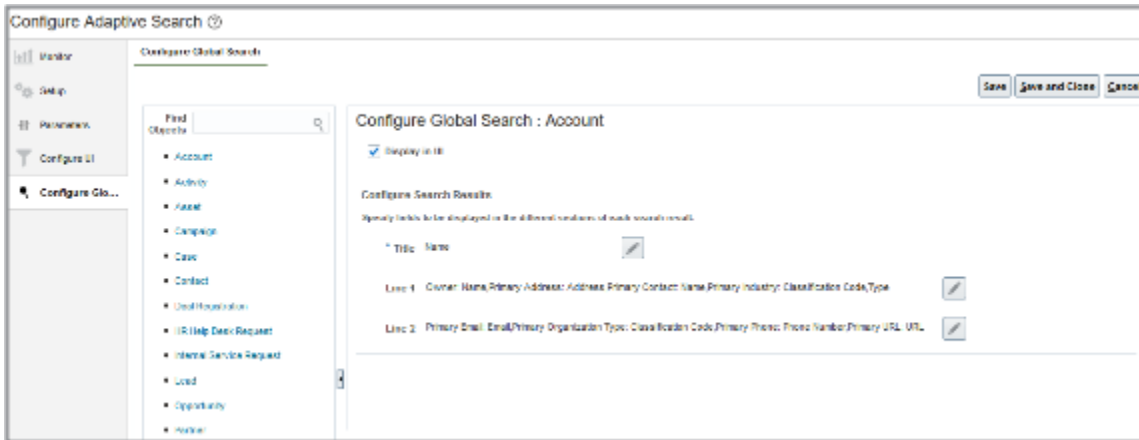 Configure Adaptive Search
Monitor
Setup
Parameters
Configure UI
Configure Glo...
Configure Global Search
Save
Save and Close
Cancel
Find
Objects
Account
Activity
Asset
Campaign
Case
Contact
Deal Registration
HR Help Desk Request
Internal Service Request
Lead
Opportunity
Partner
Configure Global Search : Account
Display in UI
Configure Search Results
Specify fields to be displayed in the different sections of each search result.
* Title Name
Line 1 Owner: Name,Primary Address: Address Primary Contact: Name,Primary Industry: Classification Code,Type
Line 2 Primary Email: Email,Primary Organization Type: Classification Code,Primary Phone: Phone Number,Primary URL: URL